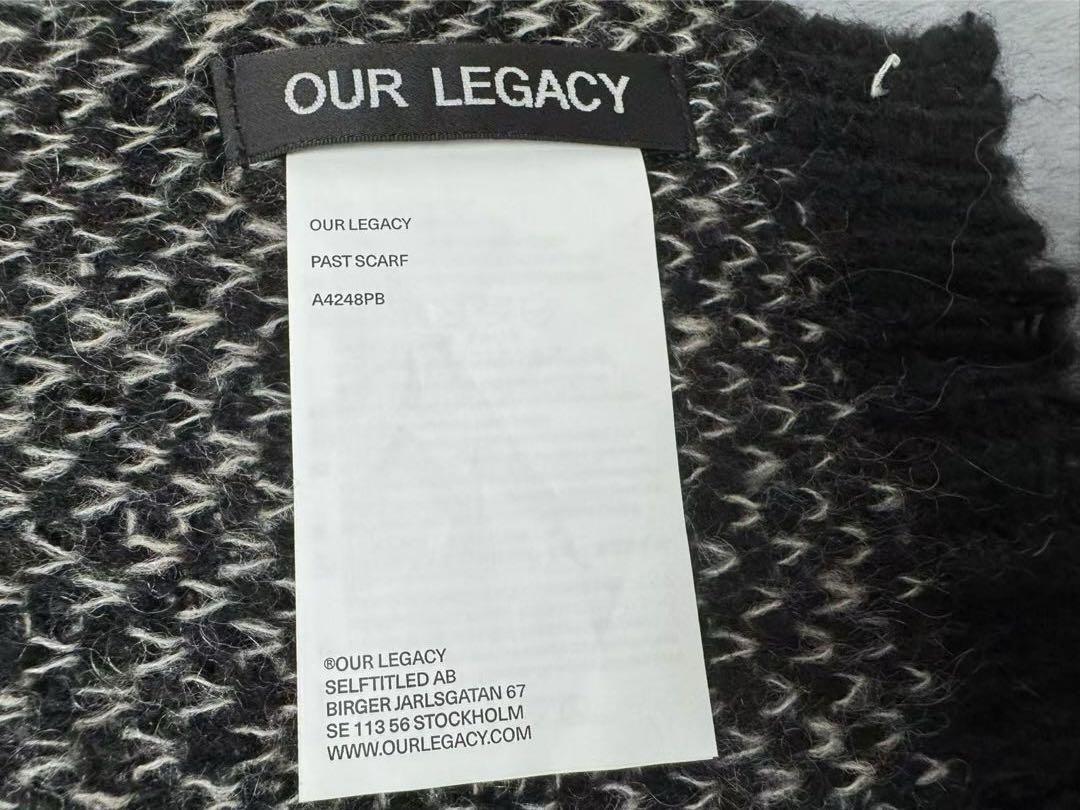 OUR LEGACY
OUR LEGACY
PAST SCARF
A4248PB
®OUR LEGACY
SELFTITLED AB
BIRGER JARLSGATAN 67
SE 113 56 STOCKHOLM
WWW.OURLEGACY.COM